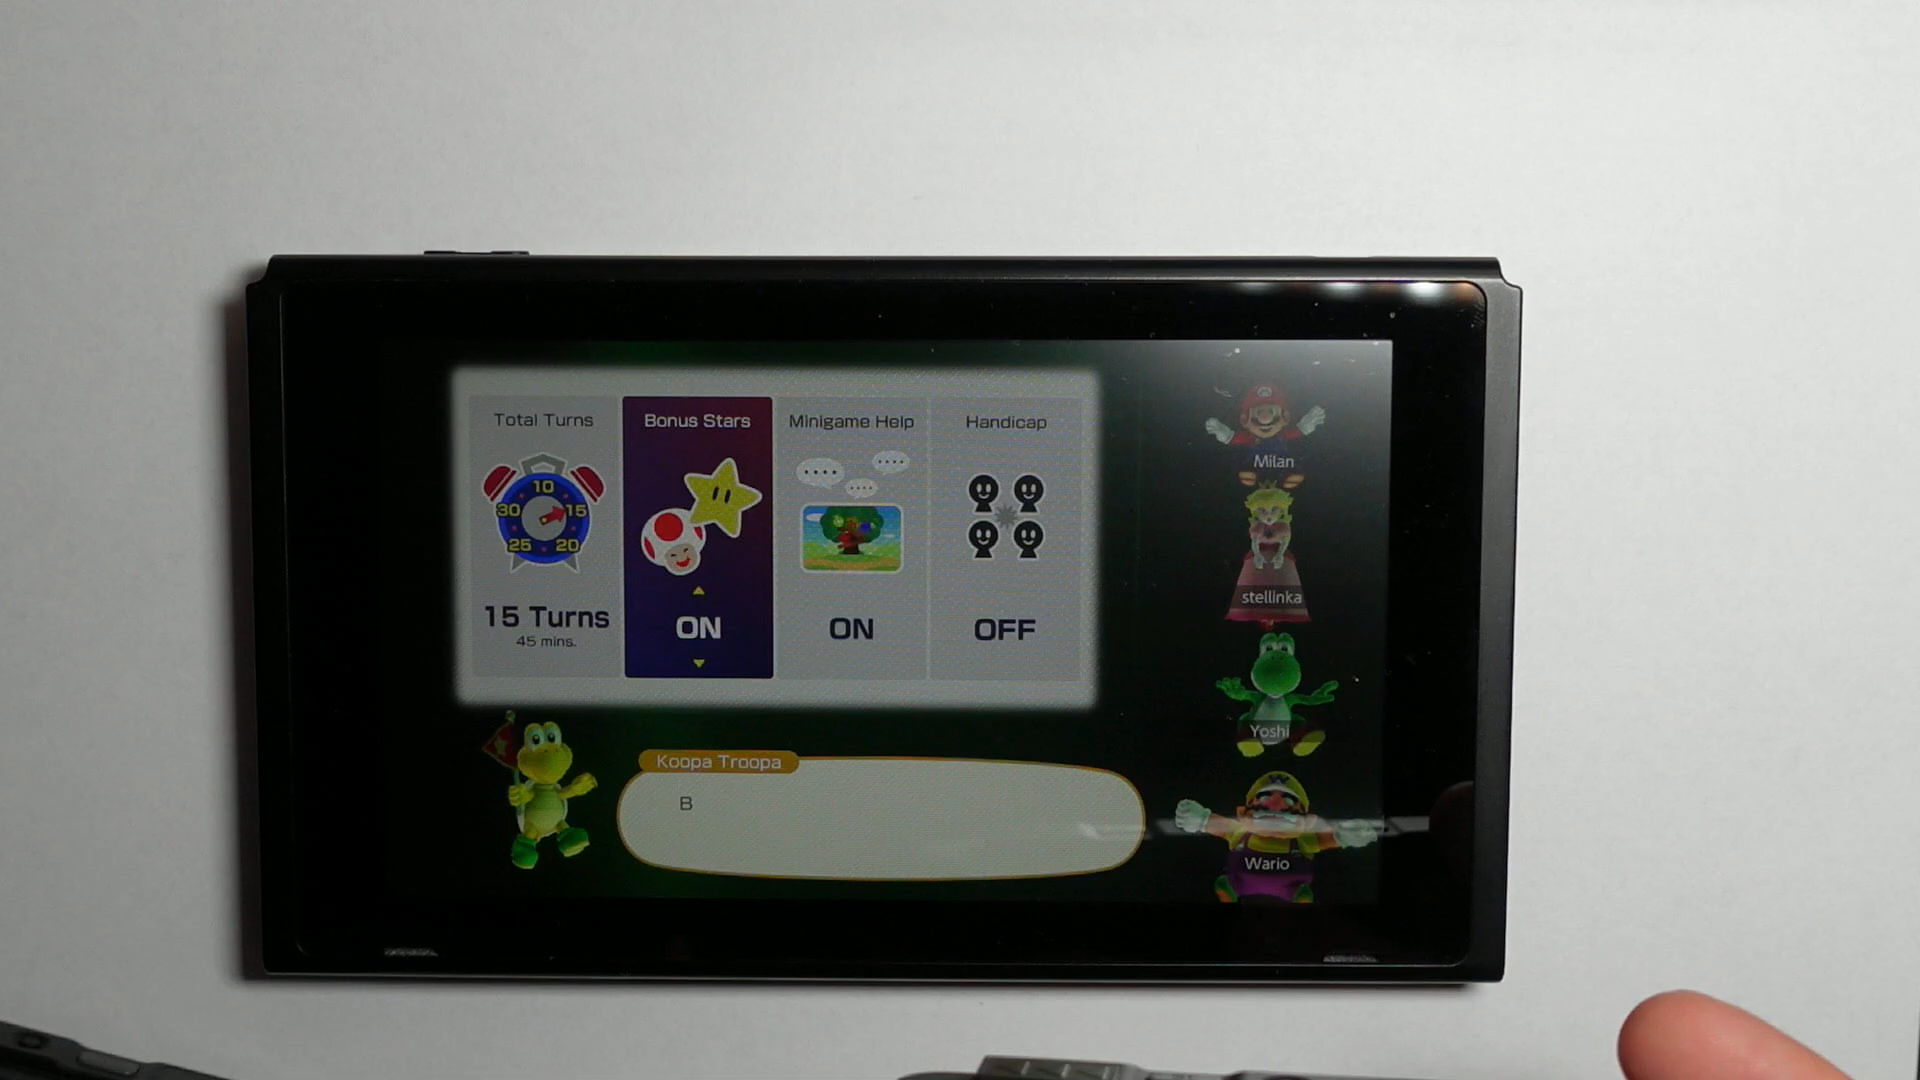 Total Turns
Bonus Stars
Minigame Help
Handicap
10
30
15
25
20
15 Turns
45 mins.
ON
ON
OFF
Milan
stellinka
Yoshi
Wario
Koopa Troopa
B